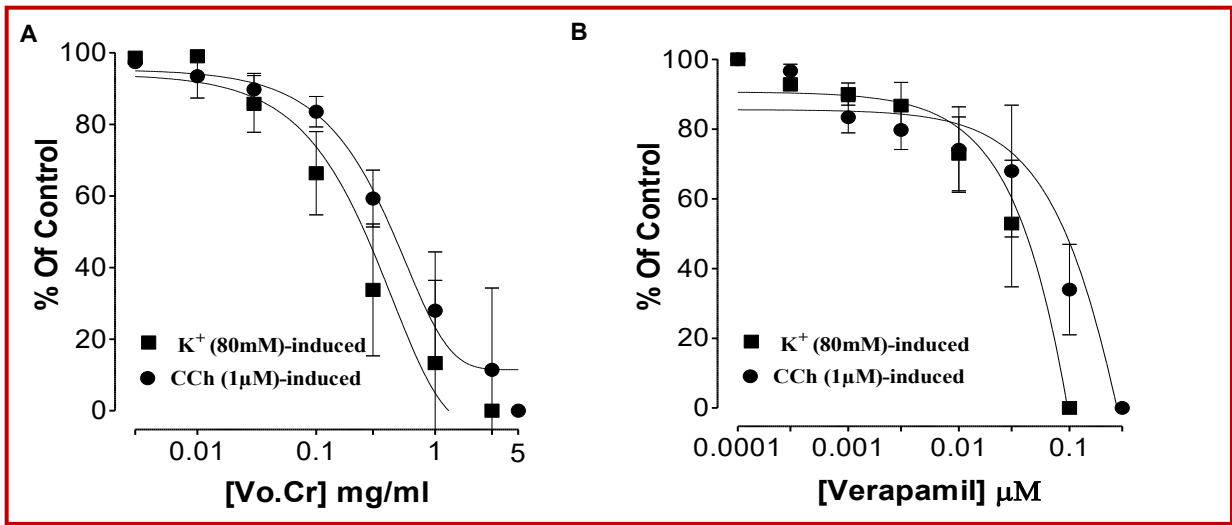 A
% Of Control
100
80
60
40
20
0
K⁺ (80mM)-induced
CCh (1µM)-induced
0.01 0.1 1 5
[Vo.Cr] mg/ml
B
% Of Control
100
80
60
40
20
0
K⁺ (80mM)-induced
CCh (1µM)-induced
0.0001 0.001 0.01 0.1
[Verapamil] µM